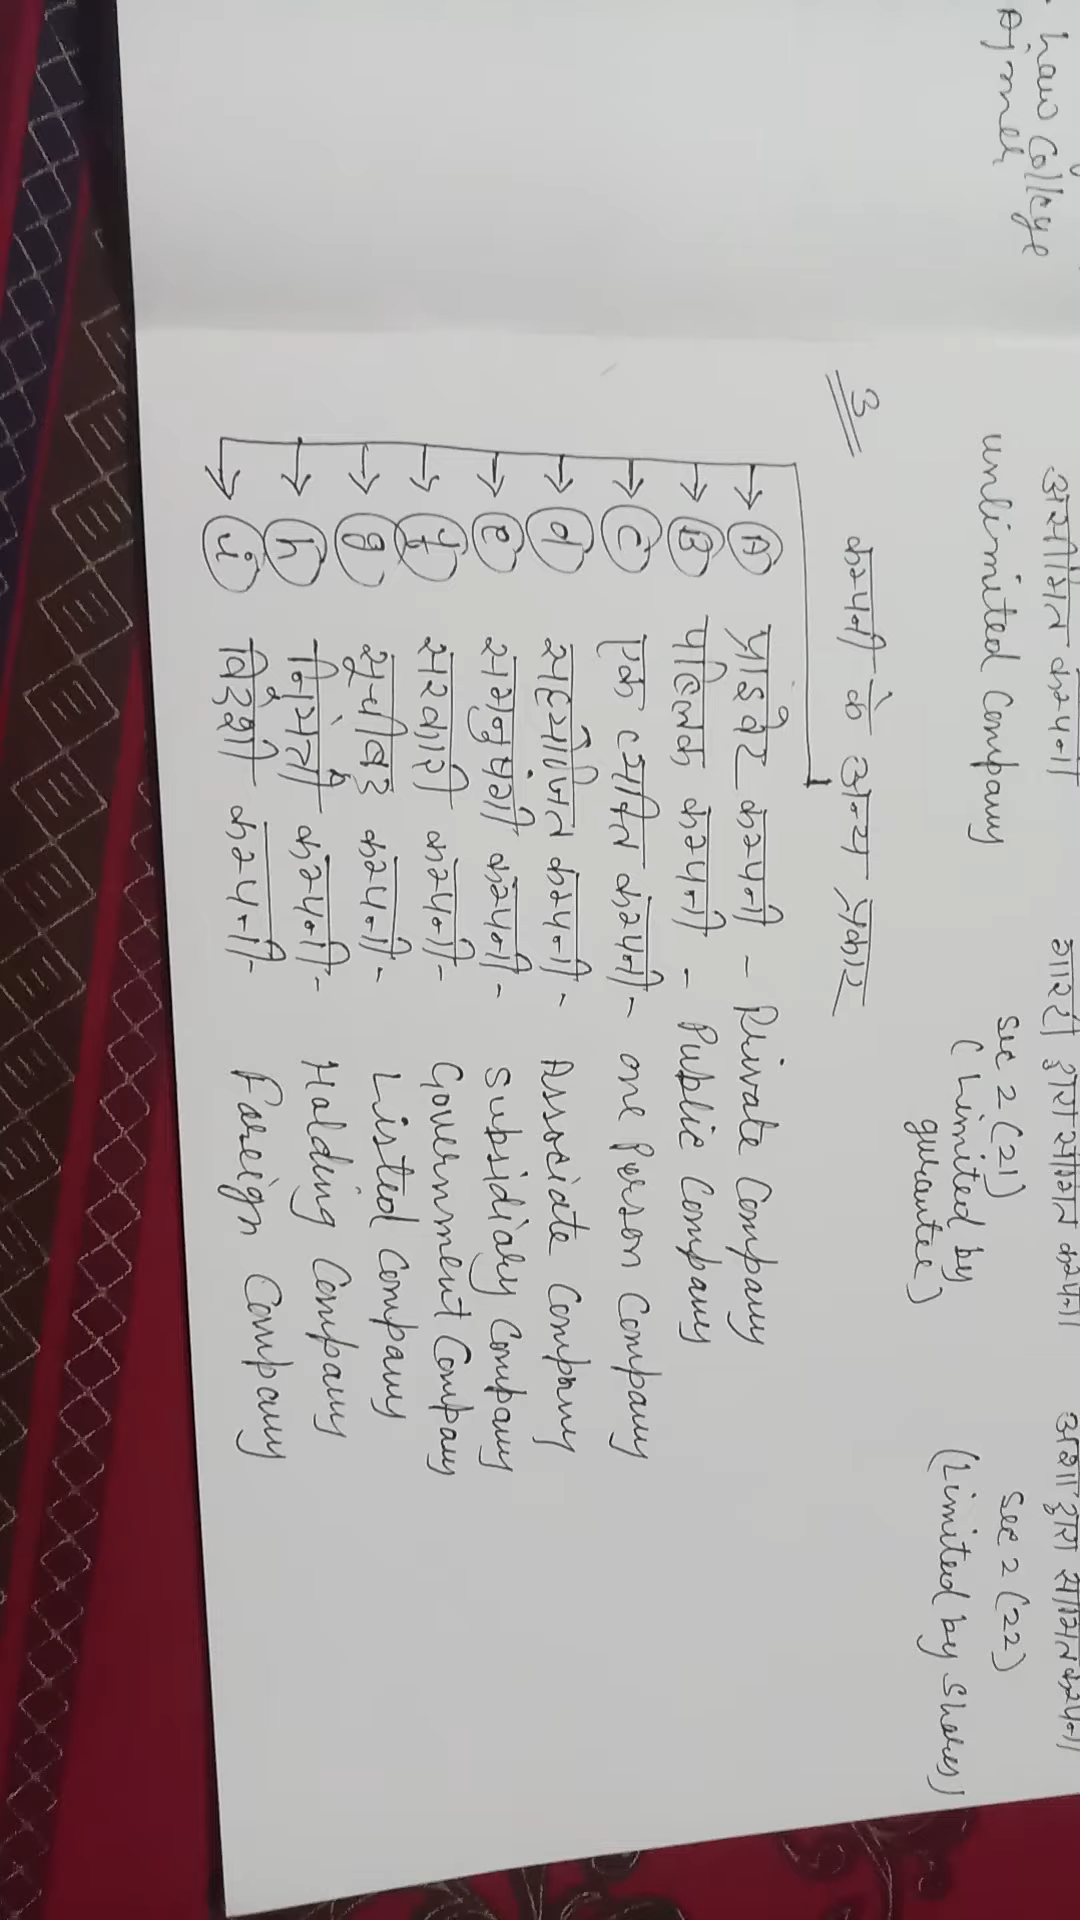 Law College
Ajmer
असीमित कम्पनी
unlimited Company
गारंटी द्वारा सीमित कम्पनी
Sec 2 (21)
(Limited by
guarantee)
अंशों द्वारा सीमित कम्पनी
Sec 2 (22)
(Limited by shares)
3 कम्पनी के अन्य प्रकार
A प्राइवेट कम्पनी - Private Company
B पब्लिक कम्पनी - Public Company
C एक व्यक्ति कम्पनी - one Person Company
d सहयोजित कम्पनी - Associate Company
e समनुषंगी कम्पनी - Subsidiary Company
f सरकारी कम्पनी - Government Company
g सूचीबद्ध कम्पनी - Listed Company
h नियंत्री कम्पनी - Holding Company
i विदेशी कम्पनी - Foreign Company